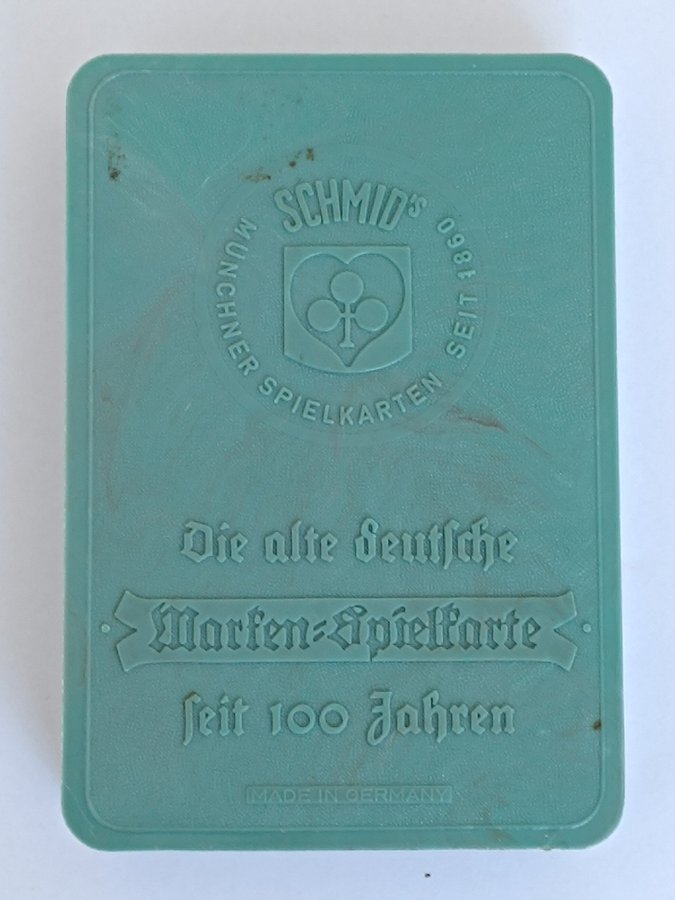 SCHMID's
MÜNCHNER SPIELKARTEN SEIT 1860
Die alte deutsche
Marken-Spielkarte
seit 100 Jahren
MADE IN GERMANY